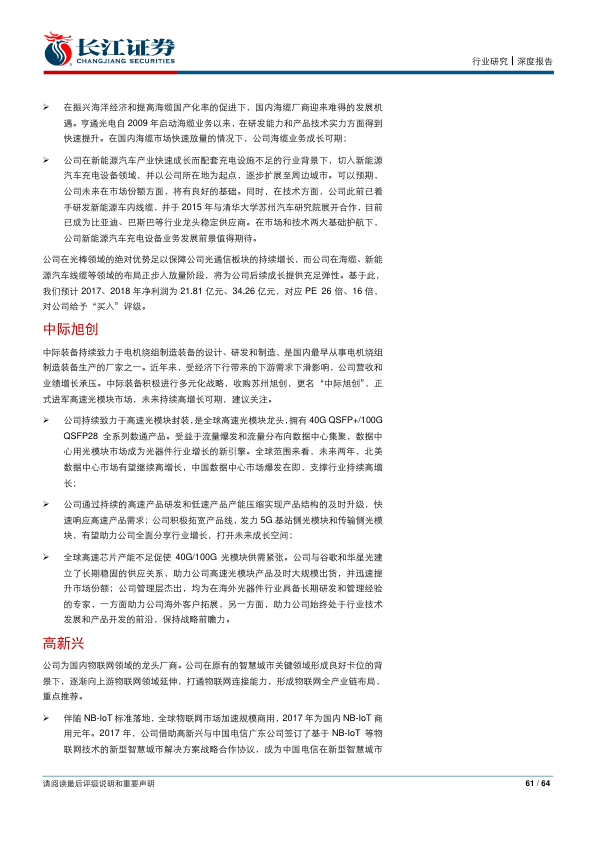 长江证券
CHANGJIANG SECURITIES
行业研究┃深度报告
➢ 在振兴海洋经济和提高海缆国产化率的促进下，国内海缆厂商迎来难得的发展机
遇。亨通光电自 2009 年启动海缆业务以来，在研发能力和产品技术实力方面得到
快速提升。在国内海缆市场快速放量的情况下，公司海缆业务成长可期；
➢ 公司在新能源汽车产业快速成长而配套充电设施不足的行业背景下，切入新能源
汽车充电设备领域，并以公司所在地为起点，逐步扩展至周边城市。可以预期，
公司未来在市场份额方面，将有良好的基础。同时，在技术方面，公司此前已着
手研发新能源车内线缆，并于 2015 年与清华大学苏州汽车研究院展开合作，目前
已成为比亚迪、巴斯巴等行业龙头稳定供应商。在市场和技术两大基础护航下，
公司新能源汽车充电设备业务发展前景值得期待。
公司在光棒领域的绝对优势足以保障公司光通信板块的持续增长，而公司在海缆、新能
源汽车线缆等领域的布局正步入放量阶段，将为公司后续成长提供充足弹性。基于此，
我们预计 2017、2018 年净利润为 21.81 亿元、34.26 亿元，对应 PE 26 倍、16 倍，
对公司给予“买入”评级。
中际旭创
中际装备持续致力于电机绕组制造装备的设计、研发和制造，是国内最早从事电机绕组
制造装备生产的厂家之一。近年来，受经济下行带来的下游需求下滑影响，公司营收和
业绩增长承压。中际装备积极进行多元化战略，收购苏州旭创，更名“中际旭创”，正
式进军高速光模块市场，未来持续高增长可期，建议关注。
➢ 公司持续致力于高速光模块封装，是全球高速光模块龙头，拥有 40G QSFP+/100G
QSFP28 全系列数通产品。受益于流量爆发和流量分布向数据中心集聚，数据中
心用光模块市场成为光器件行业增长的新引擎。全球范围来看，未来两年，北美
数据中心市场有望继续高增长，中国数据中心市场爆发在即，支撑行业持续高增
长；
➢ 公司通过持续的高速产品研发和低速产品产能压缩实现产品结构的及时升级，快
速响应高速产品需求；公司积极拓宽产品线，发力 5G 基站侧光模块和传输侧光模
块，有望助力公司全面分享行业增长，打开未来成长空间；
➢ 全球高速芯片产能不足促使 40G/100G 光模块供需紧张。公司与谷歌和华星光建
立了长期稳固的供应关系，助力公司高速光模块产品及时大规模出货，并迅速提
升市场份额；公司管理层杰出，均为在海外光器件行业具备长期研发和管理经验
的专家，一方面助力公司海外客户拓展，另一方面，助力公司始终处于行业技术
发展和产品开发的前沿，保持战略前瞻力。
高新兴
公司为国内物联网领域的龙头厂商。公司在原有的智慧城市关键领域形成良好卡位的背
景下，逐渐向上游物联网领域延伸，打通物联网连接能力，形成物联网全产业链布局，
重点推荐。
➢ 伴随 NB-IoT 标准落地，全球物联网市场加速规模商用，2017 年为国内 NB-IoT 商
用元年。2017 年，公司借助高新兴与中国电信广东公司签订了基于 NB-IoT 等物
联网技术的新型智慧城市解决方案战略合作协议，成为中国电信在新型智慧城市
请阅读最后评级说明和重要声明
61 / 64